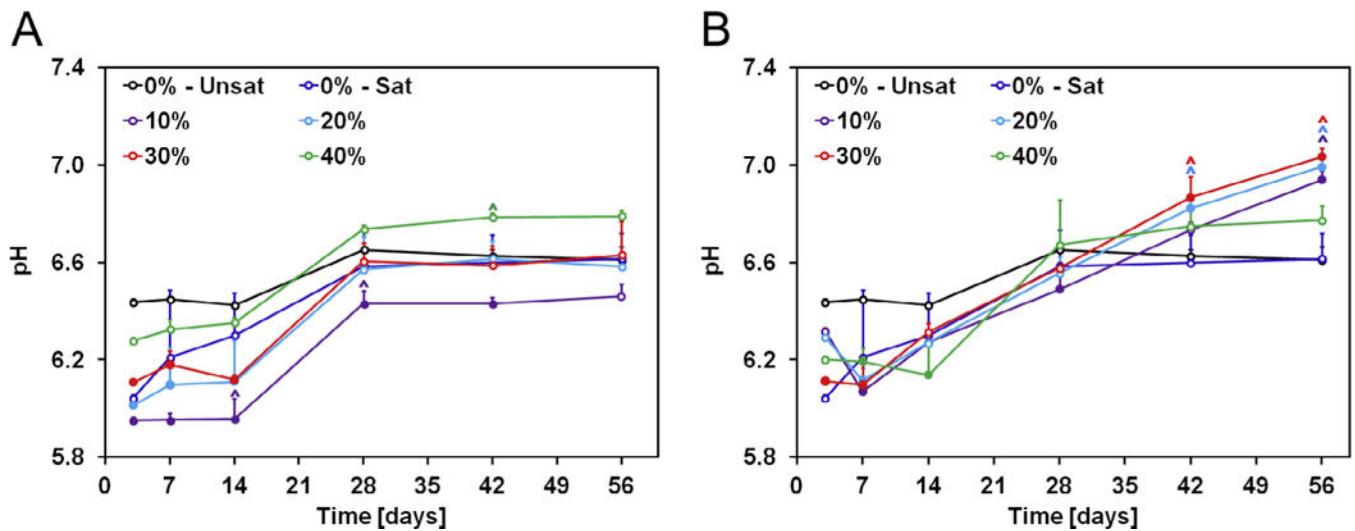 A
pH
7.4
7.0
6.6
6.2
5.8
0% - Unsat 0% - Sat
10% 20%
30% 40%
^
^
^
0 7 14 21 28 35 42 49 56
Time [days]
B
pH
7.4
7.0
6.6
6.2
5.8
0% - Unsat 0% - Sat
10% 20%
30% 40%
^
^
^
^
^
0 7 14 21 28 35 42 49 56
Time [days]